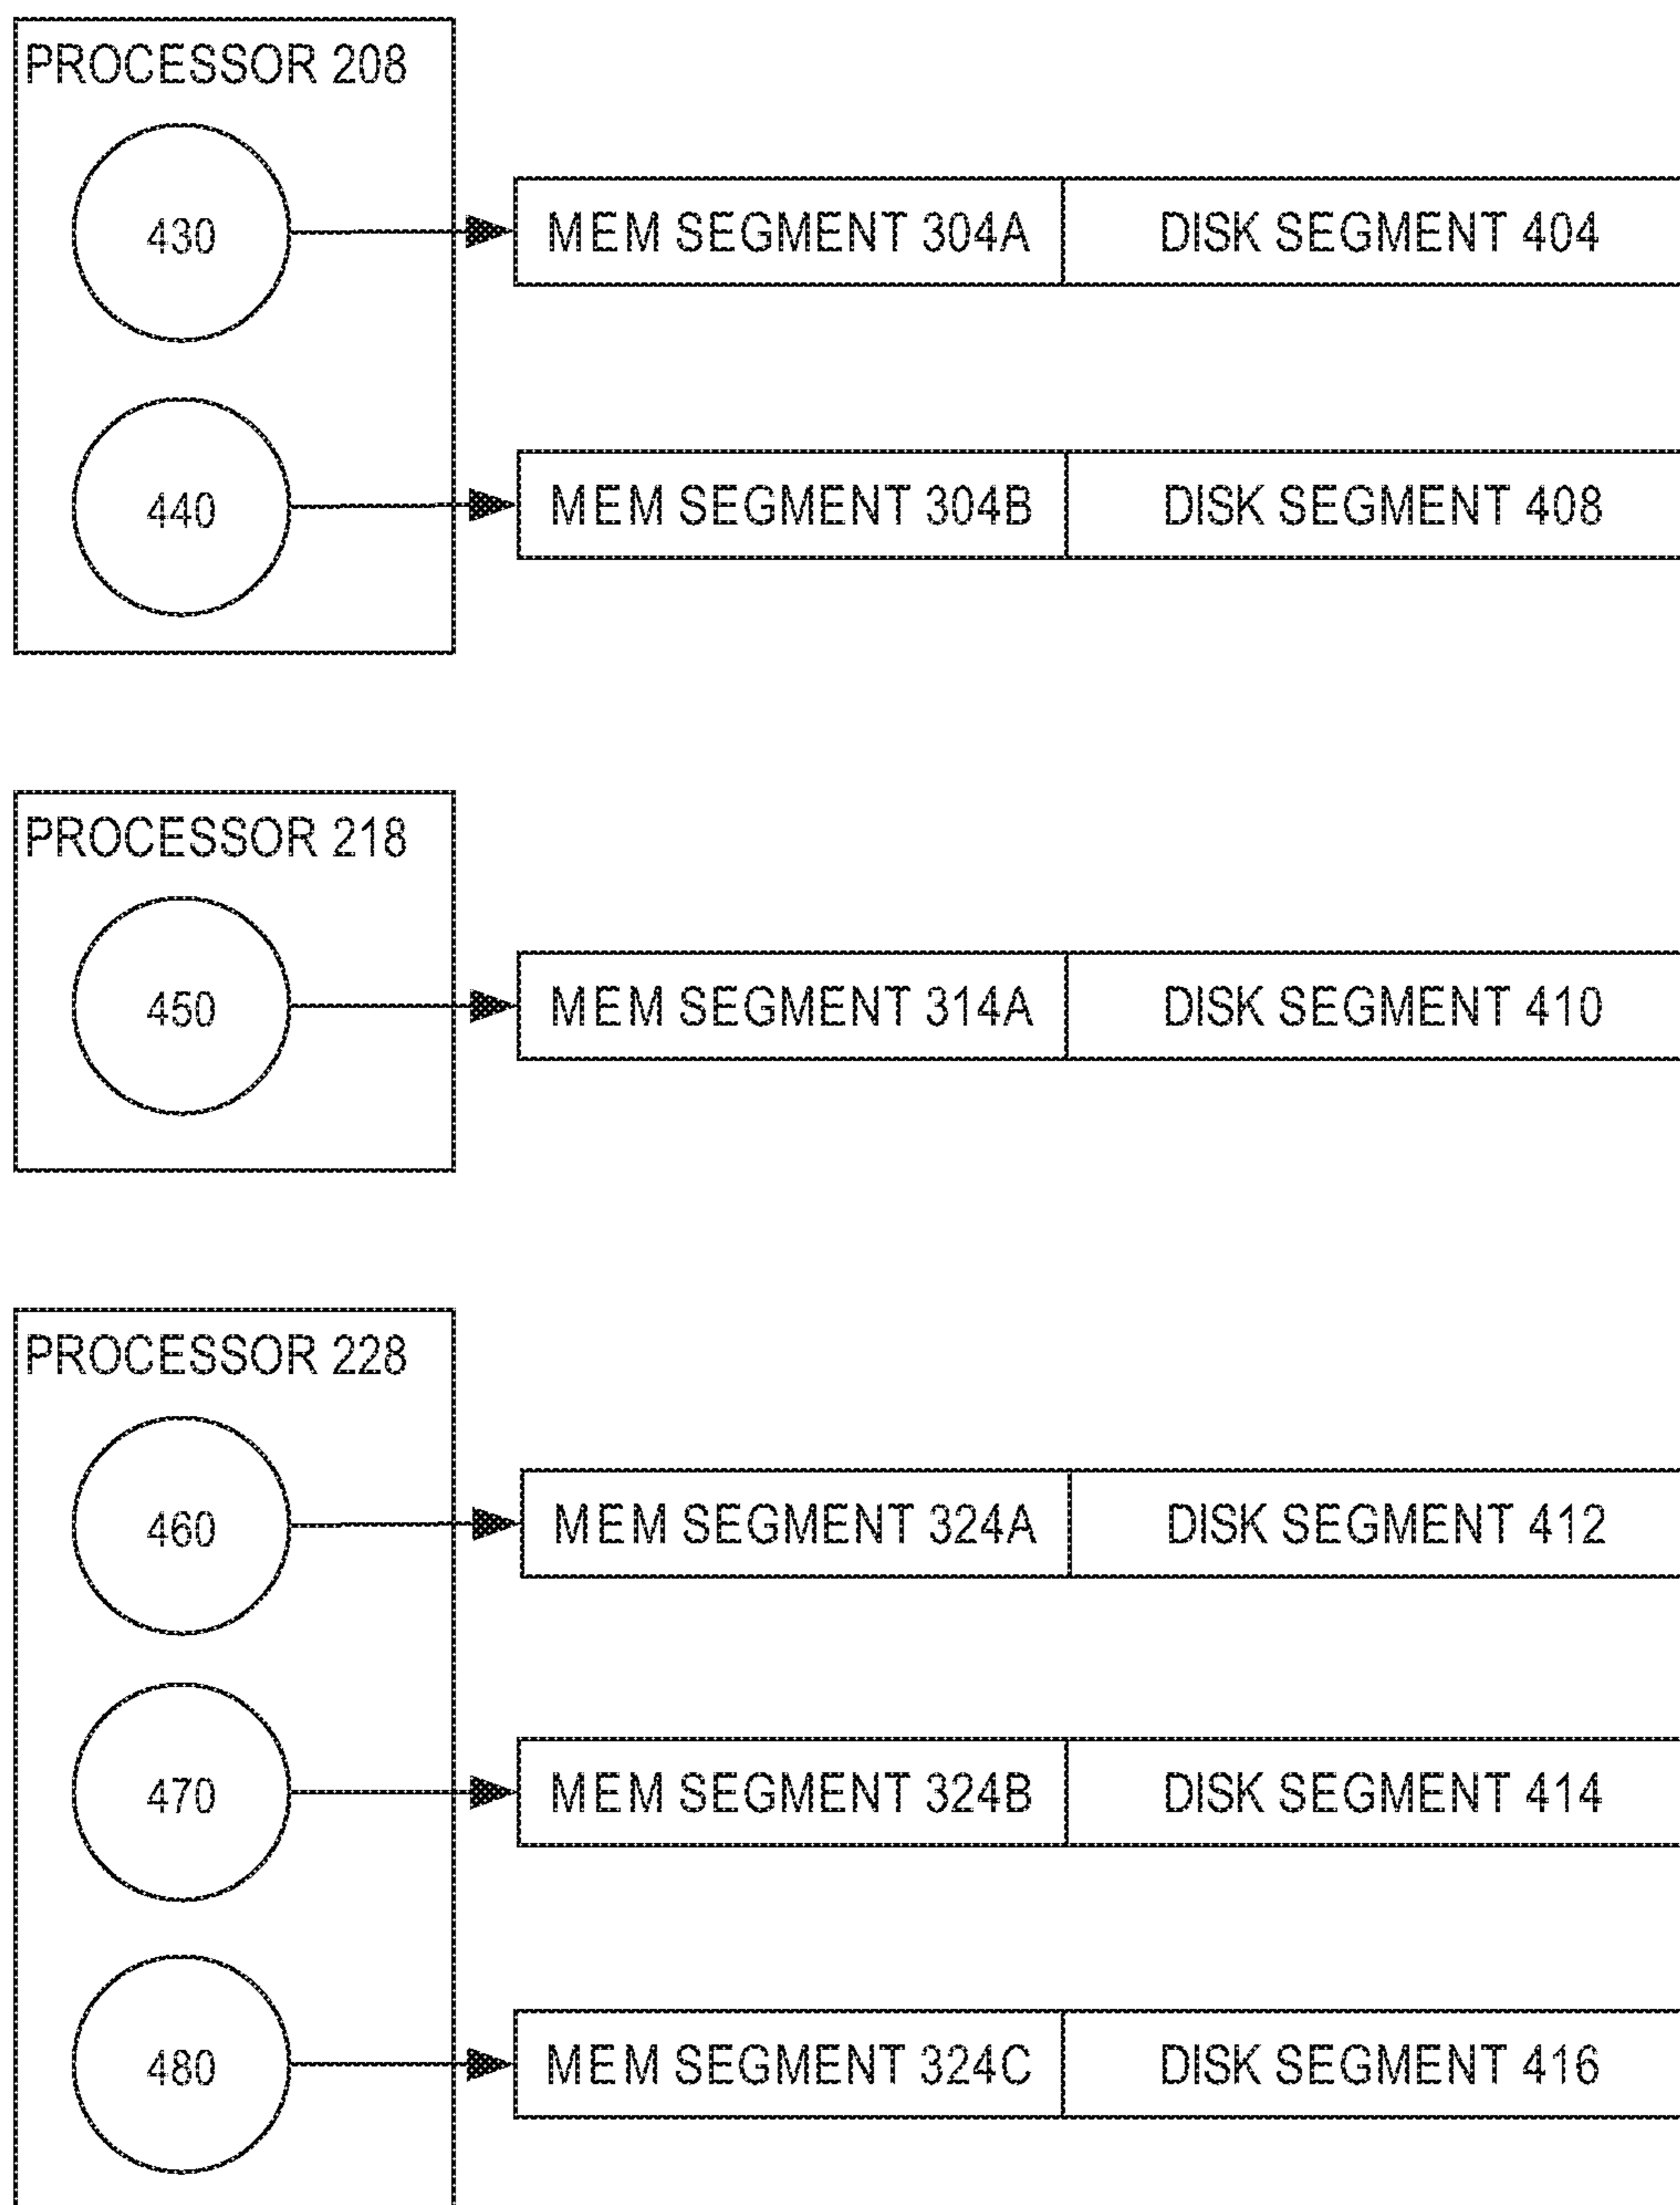 PROCESSOR 208
430
MEM SEGMENT 304A
DISK SEGMENT 404
440
MEM SEGMENT 304B
DISK SEGMENT 408
PROCESSOR 218
450
MEM SEGMENT 314A
DISK SEGMENT 410
PROCESSOR 228
460
MEM SEGMENT 324A
DISK SEGMENT 412
470
MEM SEGMENT 324B
DISK SEGMENT 414
480
MEM SEGMENT 324C
DISK SEGMENT 416